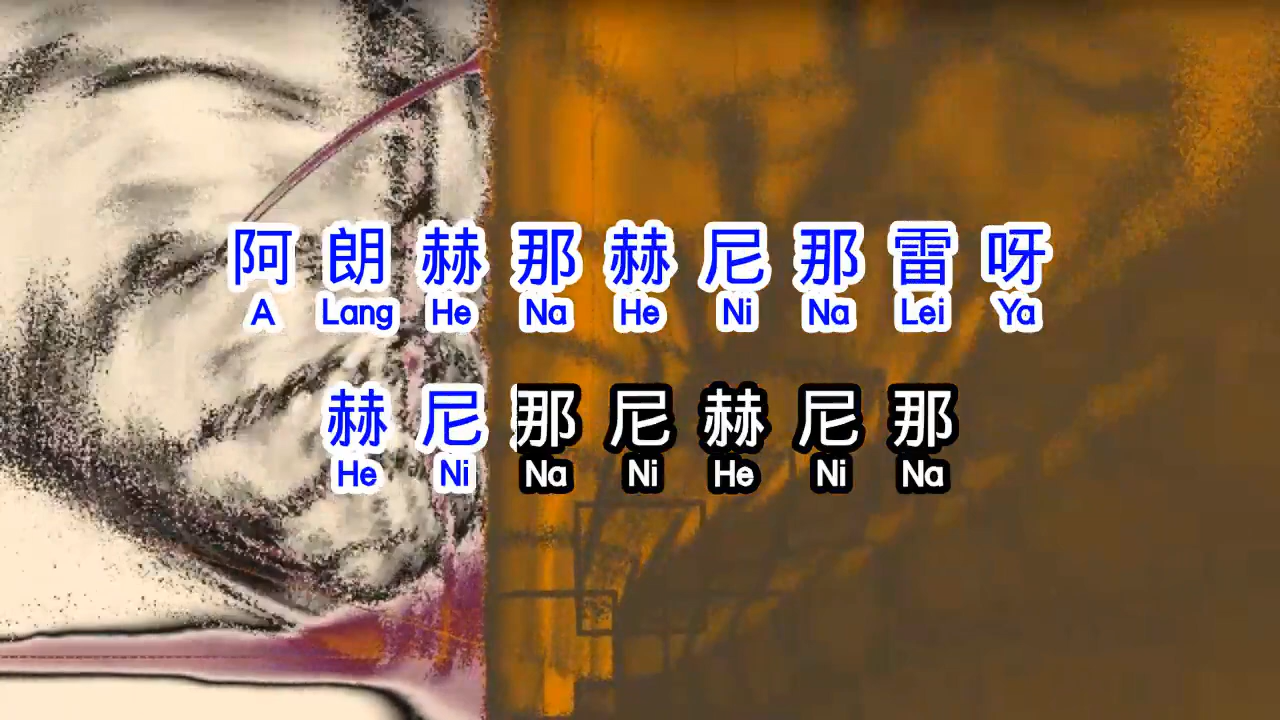 阿 朗 赫 那 赫 尼 那 雷 呀
A Lang He Na He Ni Na Lei Ya
赫 尼 那 尼 赫 尼 那
He Ni Na Ni He Ni Na